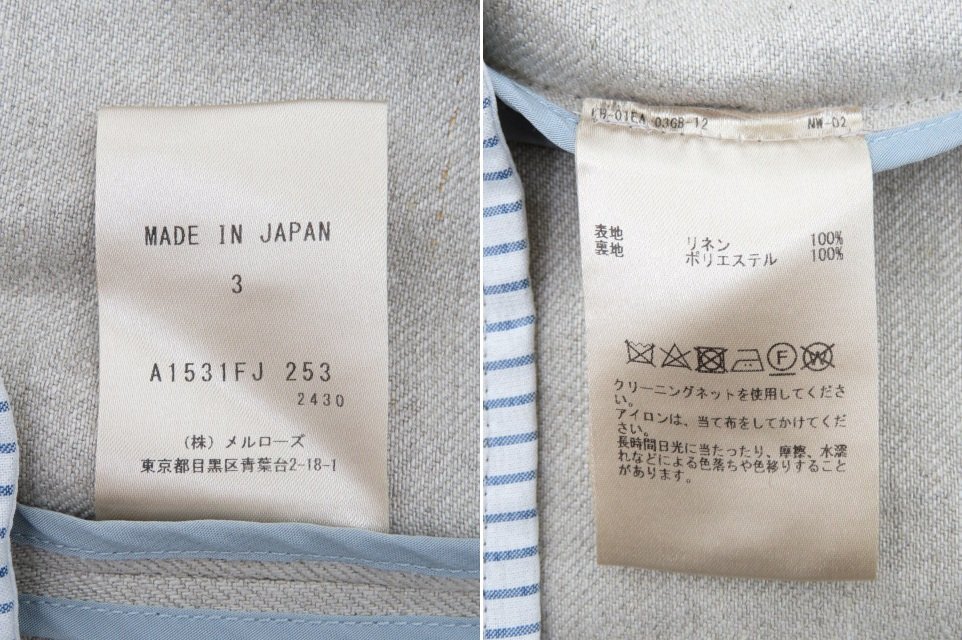 MADE IN JAPAN
3
A1531FJ 253
2430
(株) メルローズ
東京都目黒区青葉台2-18-1
03GB-12 NW-02
表地 リネン 100%
裏地 ポリエステル 100%
クリーニングネットを使用してくださ
い。
アイロンは、当て布をしてかけてくださ
い。
長時間日光に当たったり、摩擦、水濡
れなどによる色落ちや色移りすること
があります。